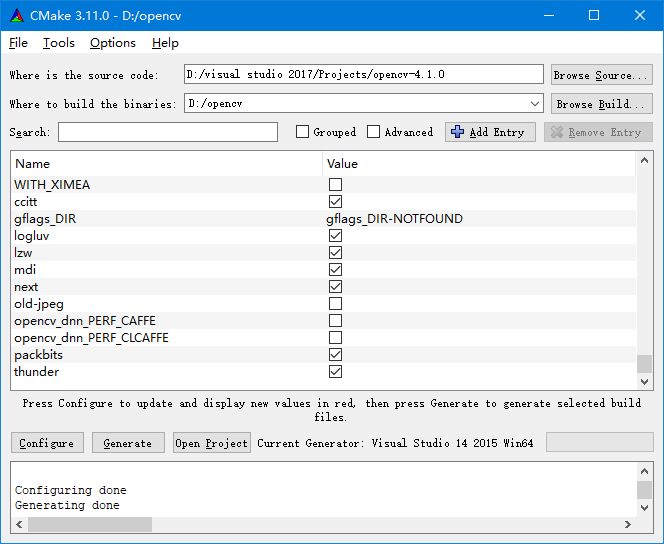 CMake 3.11.0 - D:/opencv
File Tools Options Help
Where is the source code: D:/visual studio 2017/Projects/opencv-4.1.0 Browse Source...
Where to build the binaries: D:/opencv Browse Build...
Search: Grouped Advanced Add Entry Remove Entry
Name Value
WITH_XIMEA
ccitt
gflags_DIR gflags_DIR-NOTFOUND
logluv
lzw
mdi
next
old-jpeg
opencv_dnn_PERF_CAFFE
opencv_dnn_PERF_CLCAFFE
packbits
thunder
Press Configure to update and display new values in red, then press Generate to generate selected build
files.
Configure Generate Open Project Current Generator: Visual Studio 14 2015 Win64
Configuring done
Generating done